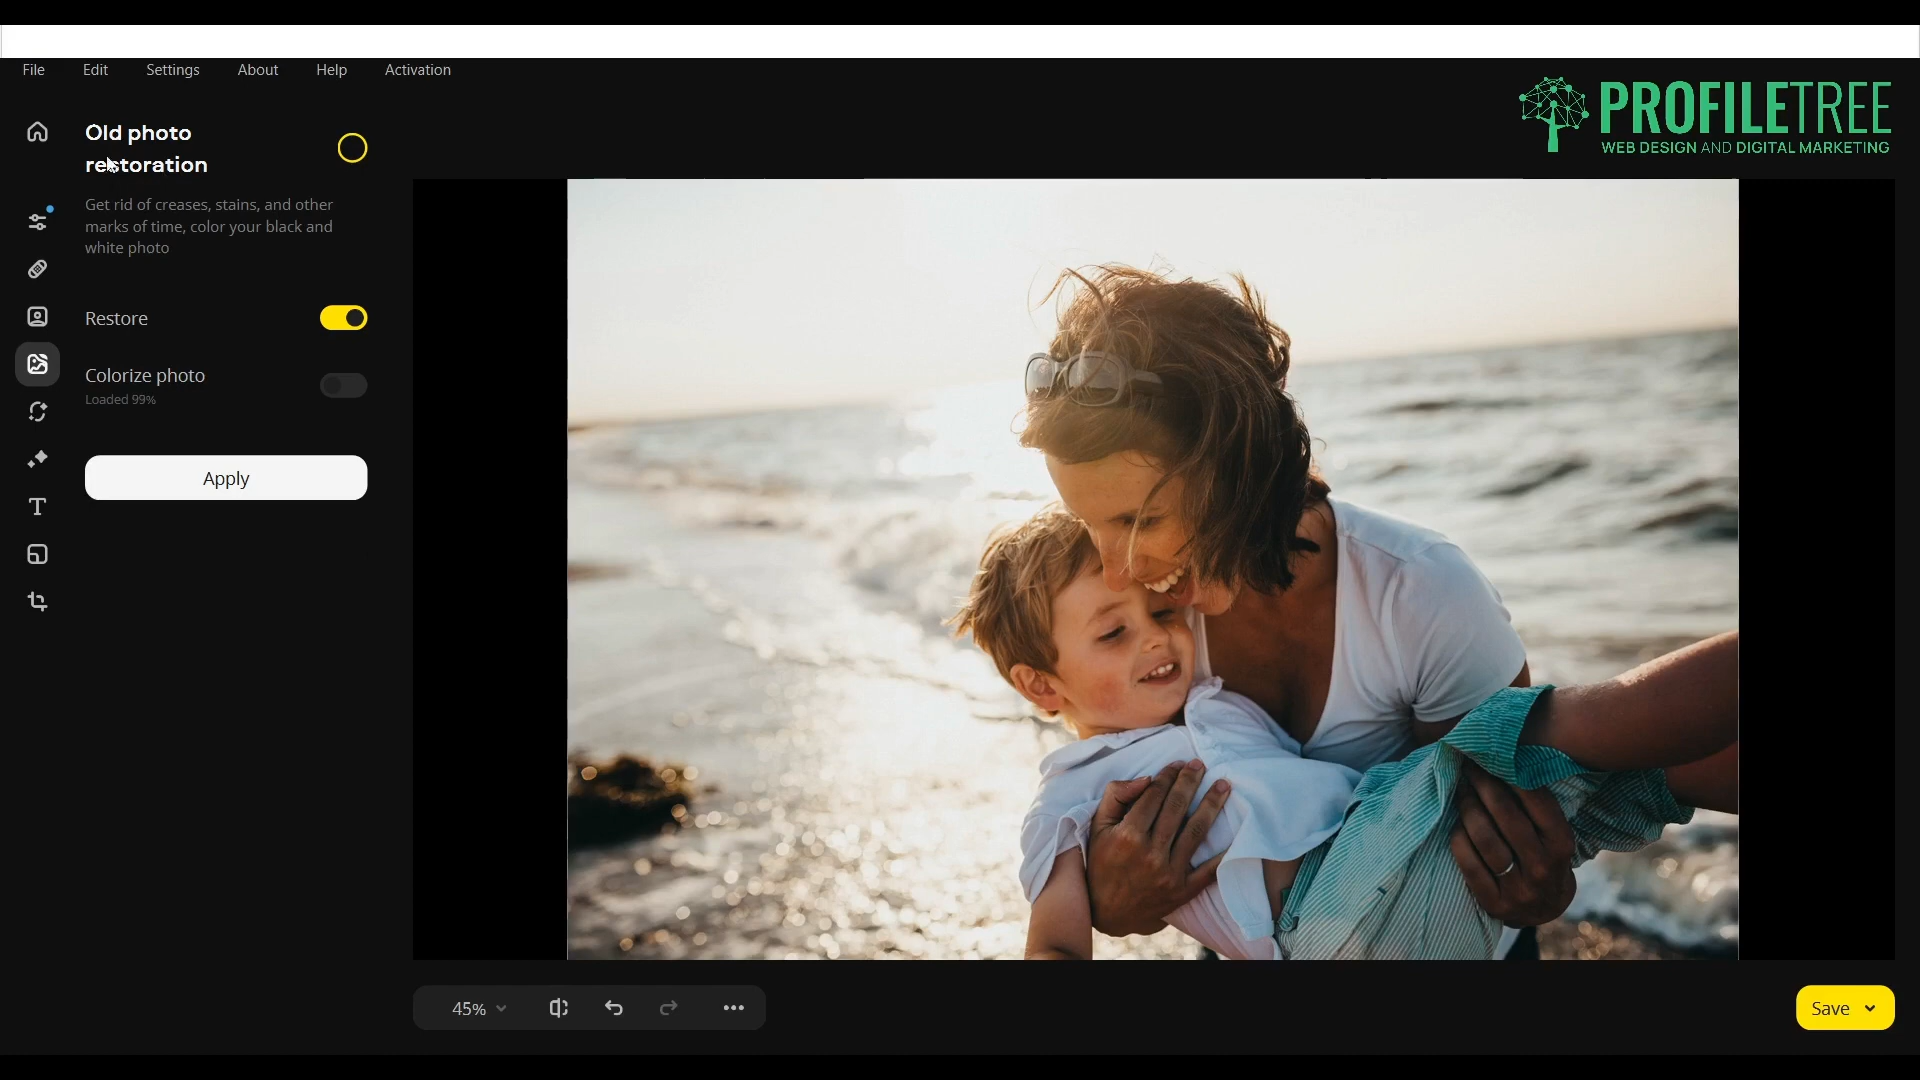 File Edit Settings About Help Activation
PROFILETREE
WEB DESIGN AND DIGITAL MARKETING
Old photo
restoration
Get rid of creases, stains, and other
marks of time, color your black and
white photo
Restore
Colorize photo
Loaded 99%
Apply
45%
Save